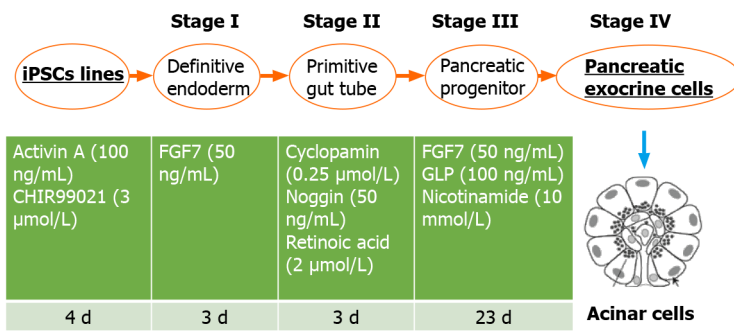 Stage I
Stage II
Stage III
Stage IV
iPSCs lines
Definitive
endoderm
Primitive
gut tube
Pancreatic
progenitor
Pancreatic
exocrine cells
Activin A (100
ng/mL)
CHIR99021 (3
μmol/L)
FGF7 (50
ng/mL)
Cyclopamin
(0.25 μmol/L)
Noggin (50
ng/mL)
Retinoic acid
(2 μmol/L)
FGF7 (50 ng/mL)
GLP (100 ng/mL)
Nicotinamide (10
mmol/L)
4 d
3 d
3 d
23 d
Acinar cells